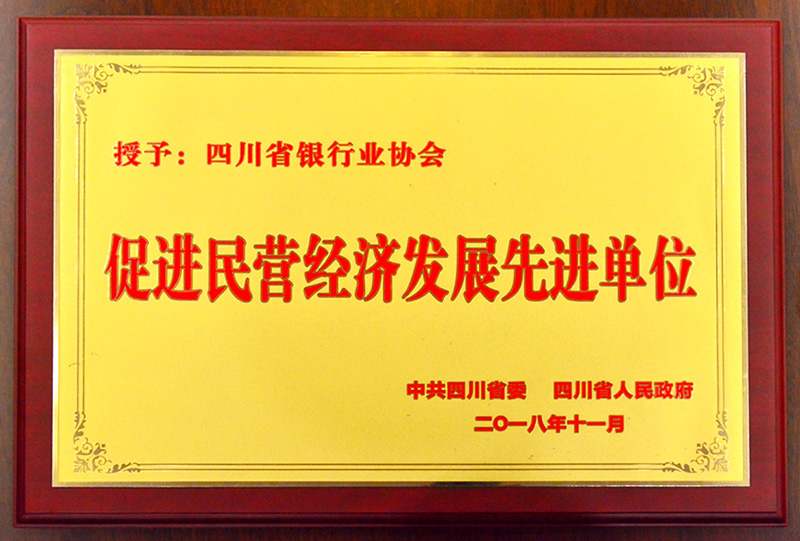 授予：四川省银行业协会
促进民营经济发展先进单位
中共四川省委 四川省人民政府
二〇一八年十一月